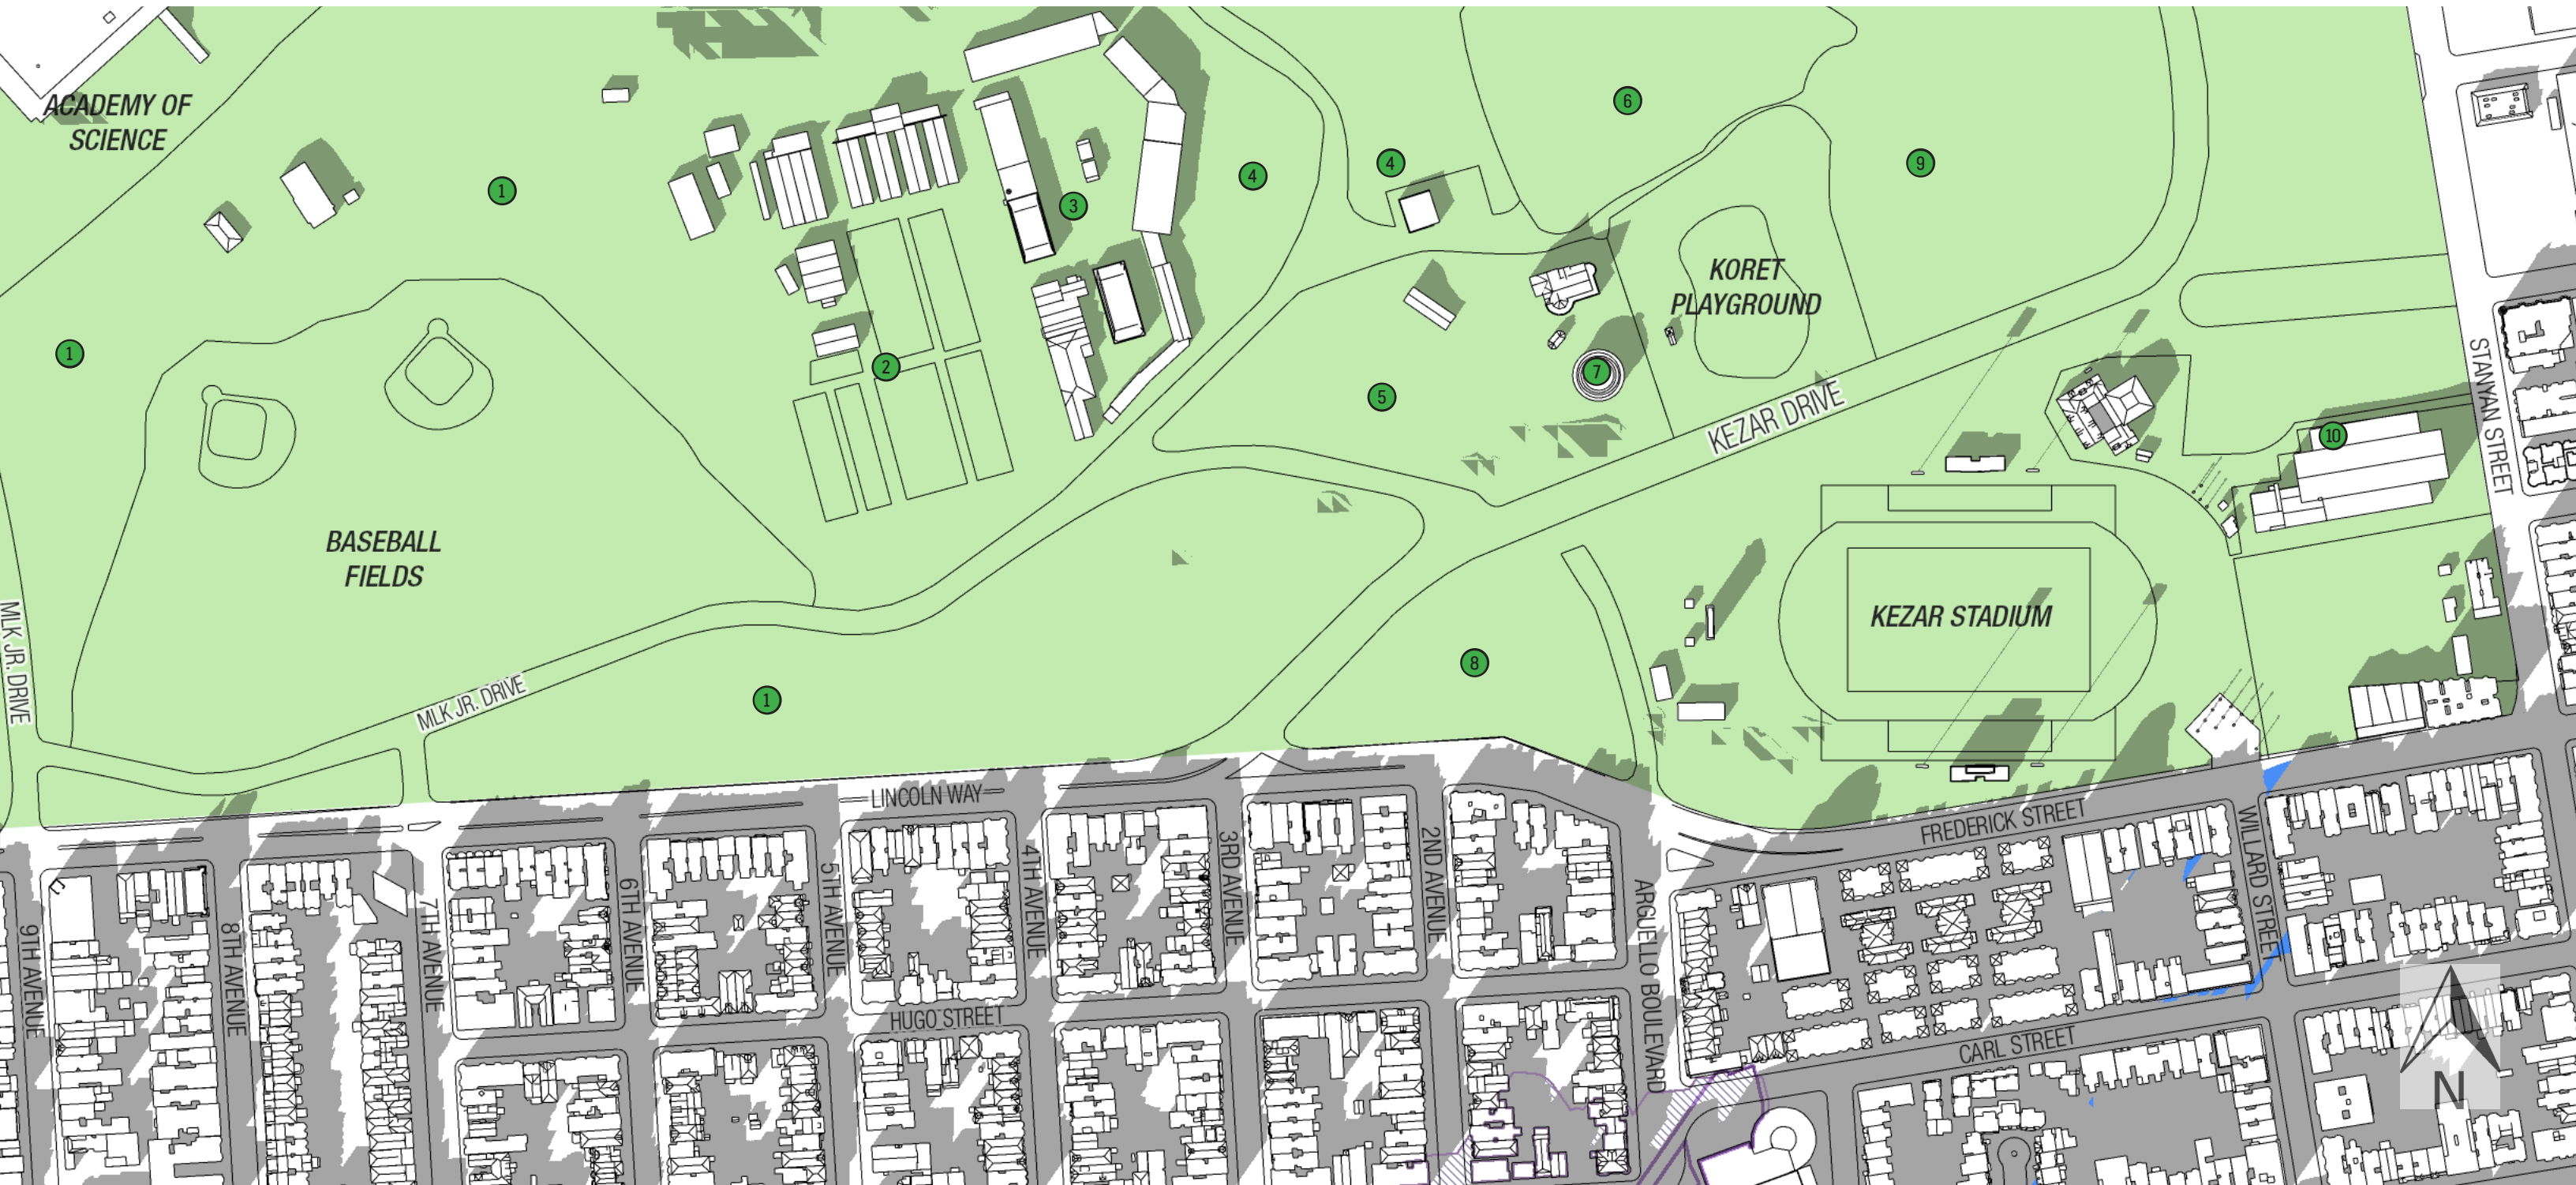 6
ACADEMY OF
SCIENCE
4
9
1
4
3
KORET
PLAYGROUND
1
2
7
5
KEZAR DRIVE
STANYAN STREET
10
BASEBALL
FIELDS
KEZAR STADIUM
MLK JR. DRIVE
8
MLK JR. DRIVE
1
LINCOLN WAY
FREDERICK STREET
9TH AVENUE
8TH AVENUE
7TH AVENUE
6TH AVENUE
5TH AVENUE
4TH AVENUE
3RD AVENUE
2ND AVENUE
ARGUELLO BOULEVARD
WILLARD STREET
HUGO STREET
CARL STREET
N